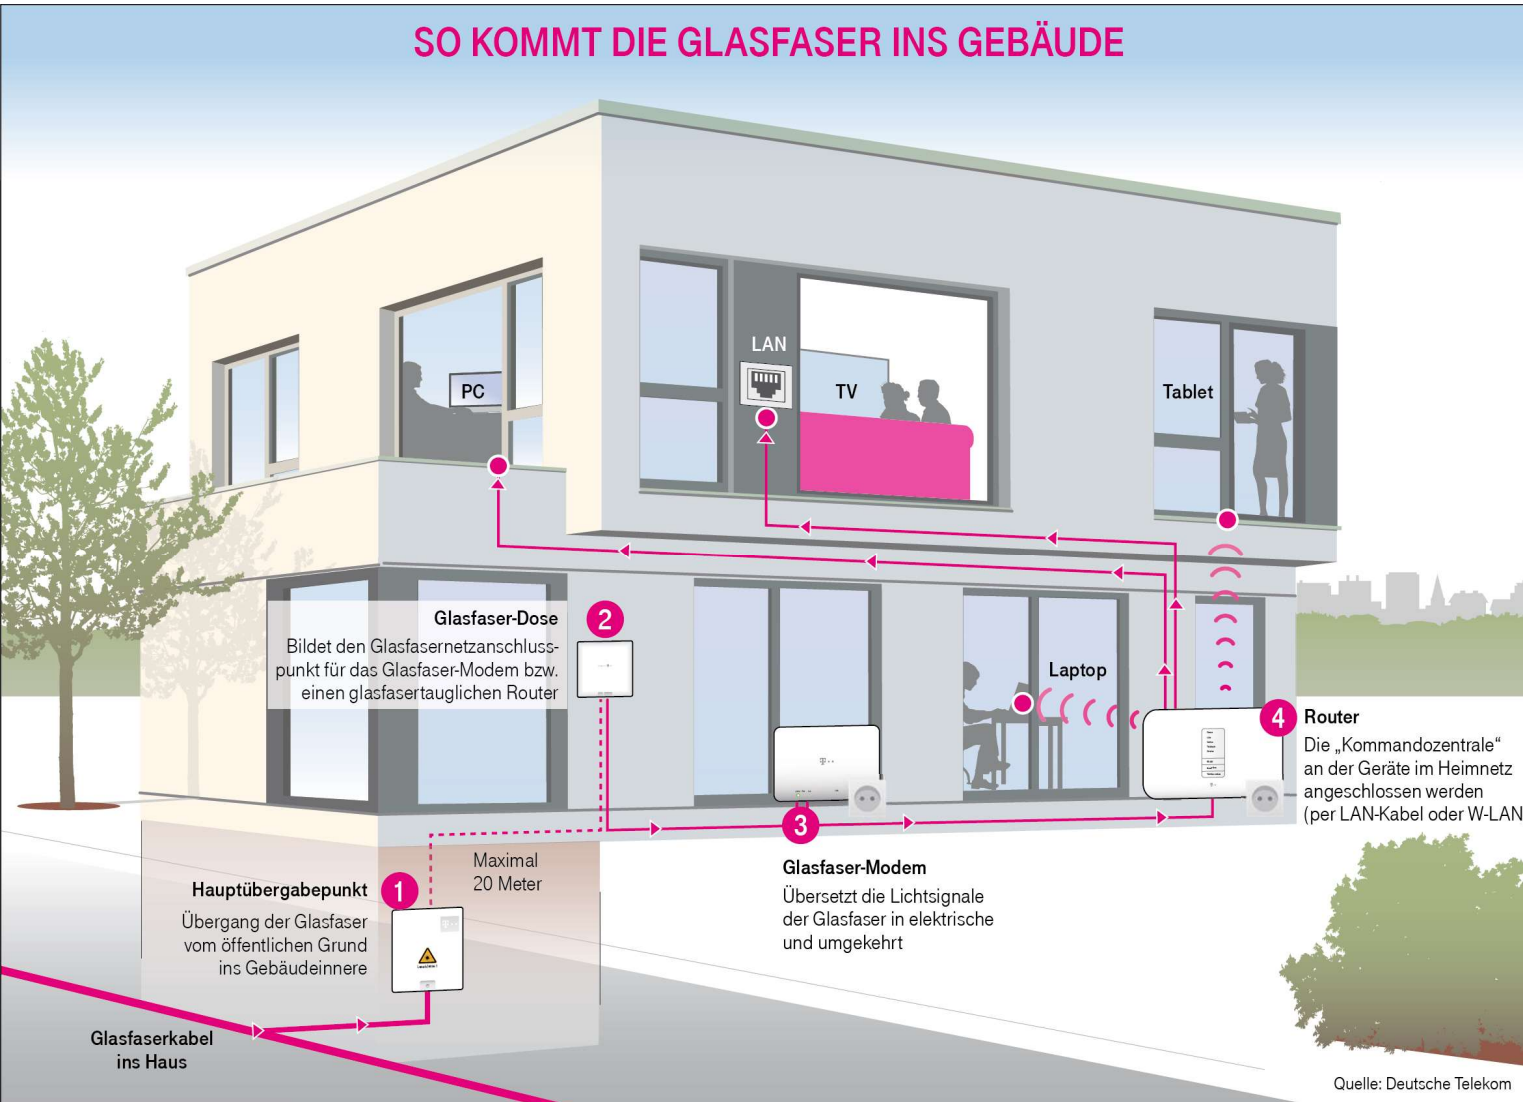 SO KOMMT DIE GLASFASER INS GEBÄUDE
LAN
PC
TV
Tablet
Glasfaser-Dose
2
Bildet den Glasfasernetzanschluss-
punkt für das Glasfaser-Modem bzw.
einen glasfasertauglichen Router
Laptop
4
Router
Die „Kommandozentrale“
an der Geräte im Heimnetz
angeschlossen werden
(per LAN-Kabel oder W-LAN
3
Glasfaser-Modem
Übersetzt die Lichtsignale
der Glasfaser in elektrische
und umgekehrt
Maximal
20 Meter
Hauptübergabepunkt
1
Übergang der Glasfaser
vom öffentlichen Grund
ins Gebäudeinnere
Glasfaserkabel
ins Haus
Quelle: Deutsche Telekom